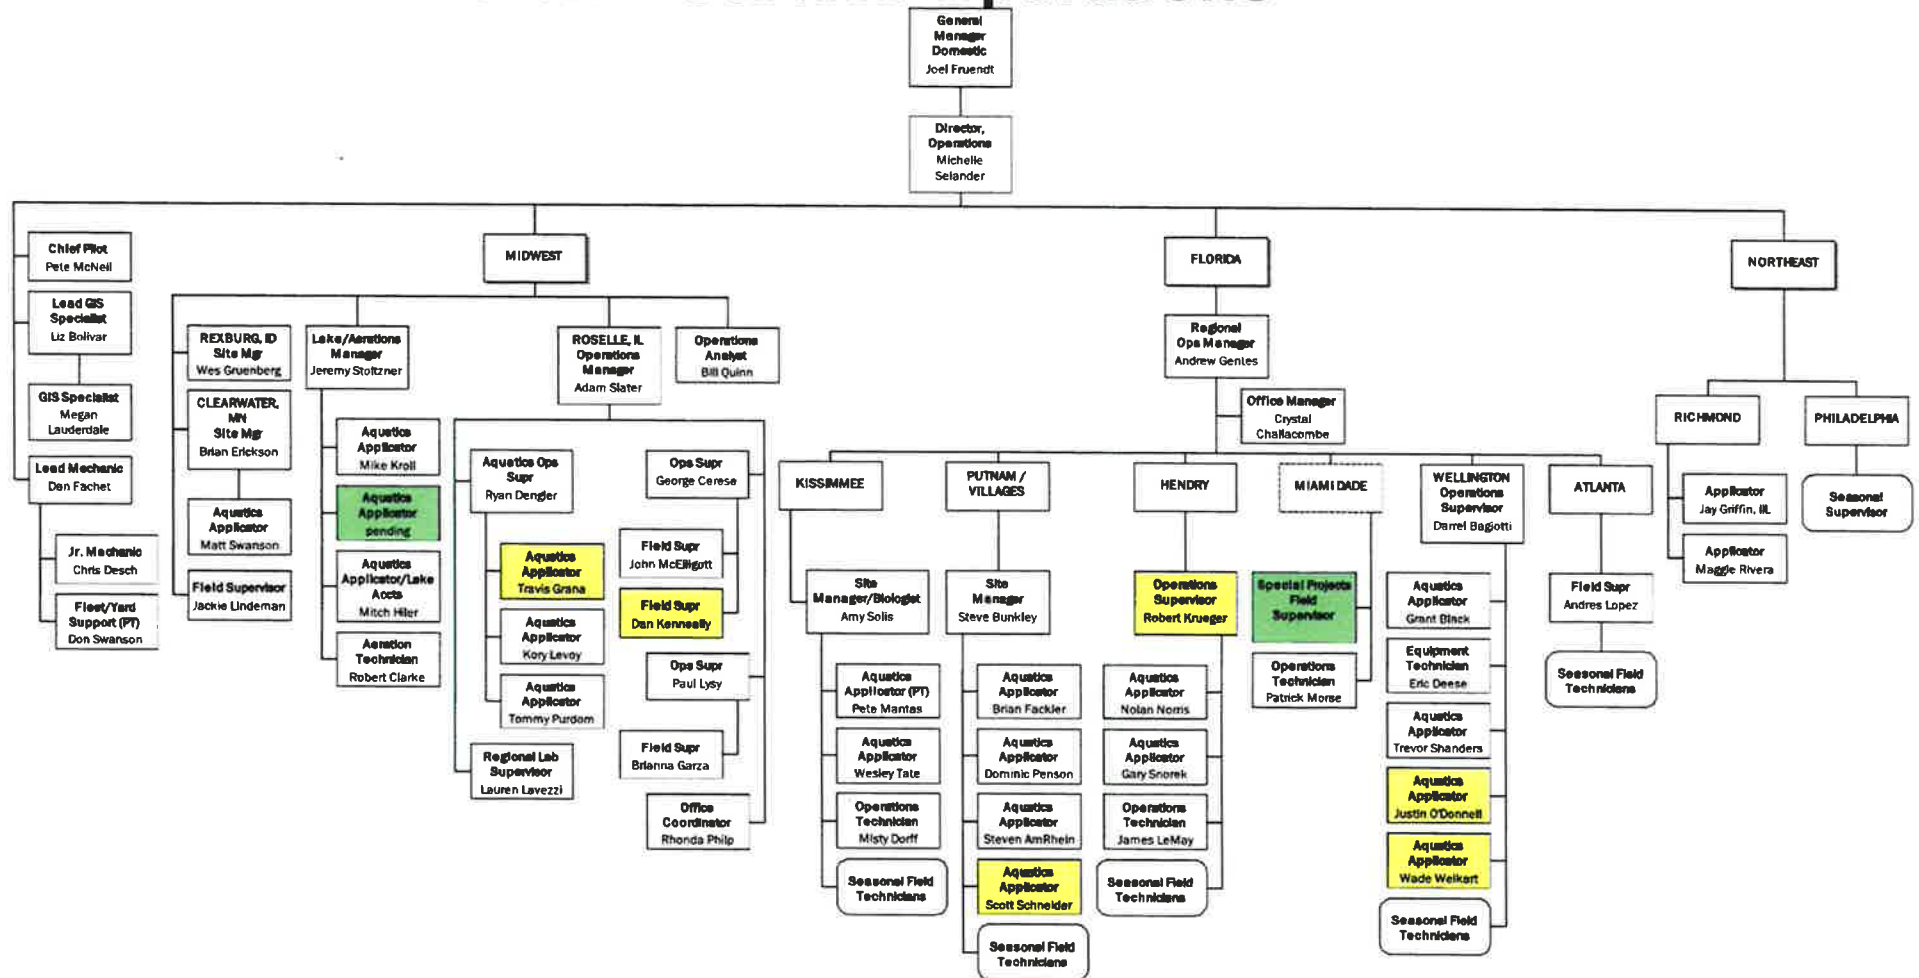 General
Manager
Domestic
Joel Fruendt
Director,
Operations
Michelle
Selander
Chief Pilot
Pete McNeil
Lead GIS
Specialist
Liz Bolivar
GIS Specialist
Megan
Lauderdale
Lead Mechanic
Dan Fachet
Jr. Mechanic
Chris Desch
Fleet/Yard
Support (PT)
Don Swanson
MIDWEST
REXBURG, ID
Site Mgr
Wes Gruenberg
CLEARWATER,
MN
Site Mgr
Brian Erickson
Aquatics
Applicator
Matt Swanson
Field Supervisor
Jackie Lindeman
Lake/Aerations
Manager
Jeremy Stoltzner
Aquatics
Applicator
Mike Kroll
Aquatics
Applicator
pending
Aquatics
Applicator/Lake
Accts
Mitch Hiler
Aeration
Technician
Robert Clarke
ROSELLE, IL
Operations
Manager
Adam Slater
Operations
Analyst
Bill Quinn
Aquatics Ops
Supr
Ryan Dengler
Aquatics
Applicator
Travis Grana
Aquatics
Applicator
Kory Levoy
Aquatics
Applicator
Tommy Purdom
Regional Lab
Supervisor
Lauren Lavezzi
Ops Supr
George Cerese
Field Supr
John McElligott
Field Supr
Dan Kenneally
Ops Supr
Paul Lysy
Field Supr
Brianna Garza
Office
Coordinator
Rhonda Philp
FLORIDA
Regional
Ops Manager
Andrew Gentes
Office Manager
Crystal
Challacombe
KISSIMMEE
Site
Manager/Biologist
Amy Solis
Aquatics
Applicator (PT)
Pete Mantas
Aquatics
Applicator
Wesley Tate
Operations
Technician
Misty Dorff
Seasonal Field
Technicians
PUTNAM /
VILLAGES
Site
Manager
Steve Bunkley
Aquatics
Applicator
Brian Fackler
Aquatics
Applicator
Dominic Penson
Aquatics
Applicator
Steven AmRhein
Aquatics
Applicator
Scott Schneider
Seasonal Field
Technicians
HENDRY
Operations
Supervisor
Robert Krueger
Aquatics
Applicator
Nolan Norris
Aquatics
Applicator
Gary Snorek
Operations
Technician
James LeMay
Seasonal Field
Technicians
MIAMI DADE
Special Projects
Field
Supervisor
Operations
Technician
Patrick Morse
WELLINGTON
Operations
Supervisor
Darrel Bagiotti
Aquatics
Applicator
Grant Black
Equipment
Technician
Eric Deese
Aquatics
Applicator
Trevor Shanders
Aquatics
Applicator
Justin O'Donnell
Aquatics
Applicator
Wade Weikart
Seasonal Field
Technicians
ATLANTA
Field Supr
Andres Lopez
Seasonal Field
Technicians
NORTHEAST
RICHMOND
Applicator
Jay Griffin, III.
Applicator
Maggie Rivera
PHILADELPHIA
Seasonal
Supervisor